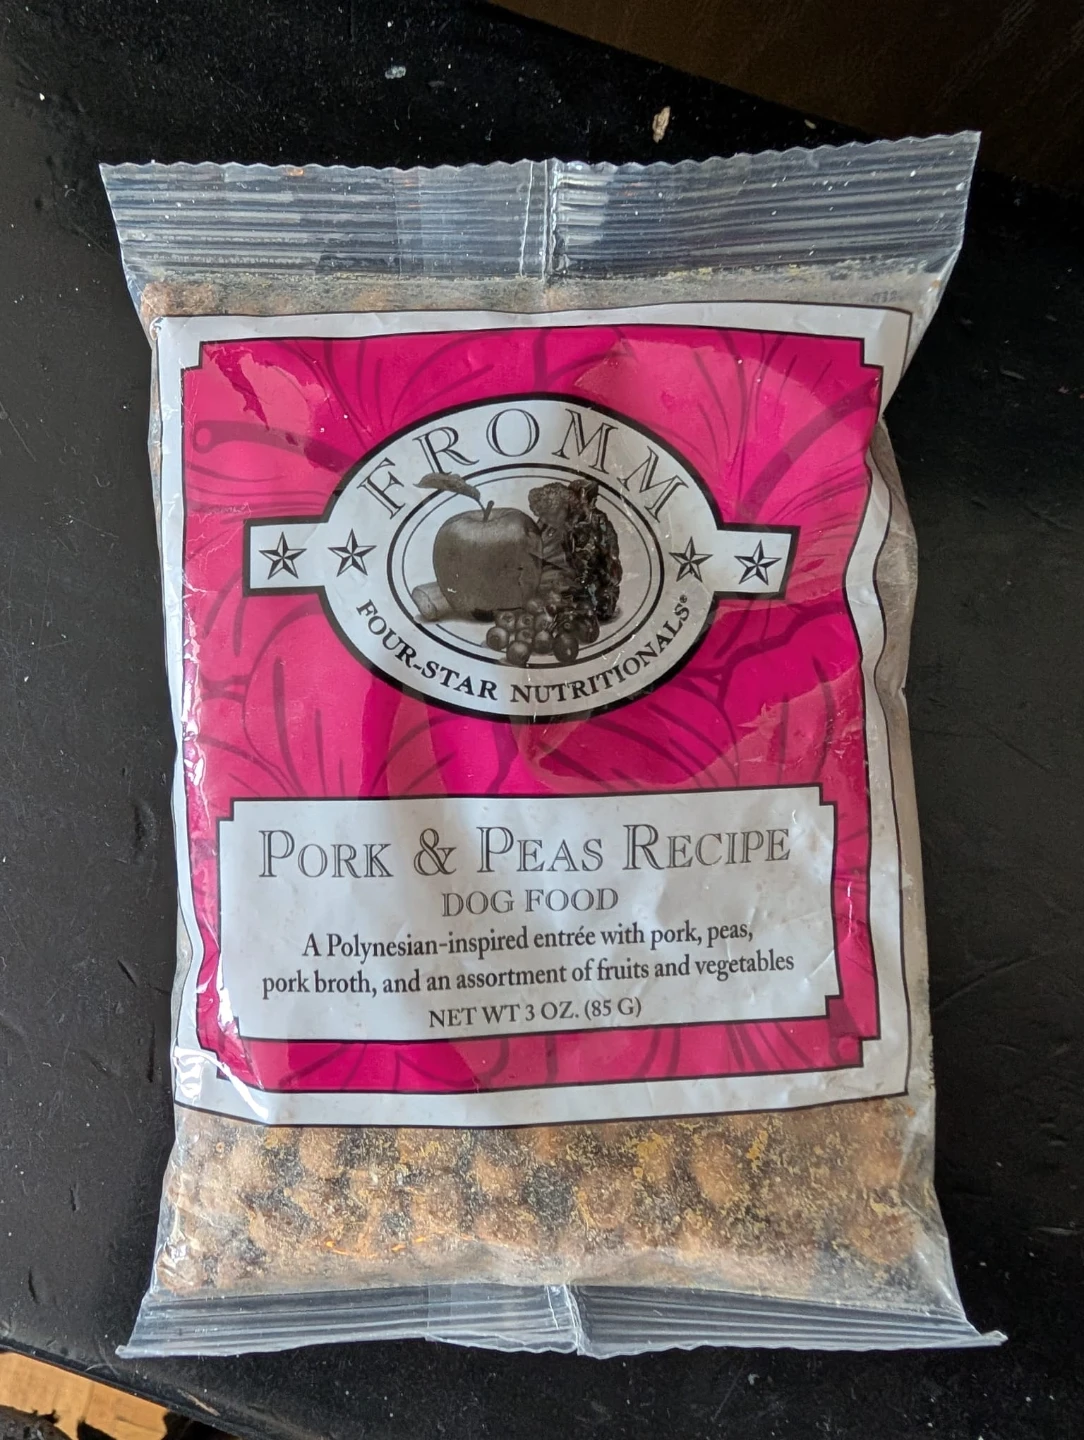 FROMM
FOUR-STAR NUTRITIONALS®
PORK & PEAS RECIPE
DOG FOOD
A Polynesian-inspired entrée with pork, peas,
pork broth, and an assortment of fruits and vegetables
NET WT 3 OZ. (85 G)